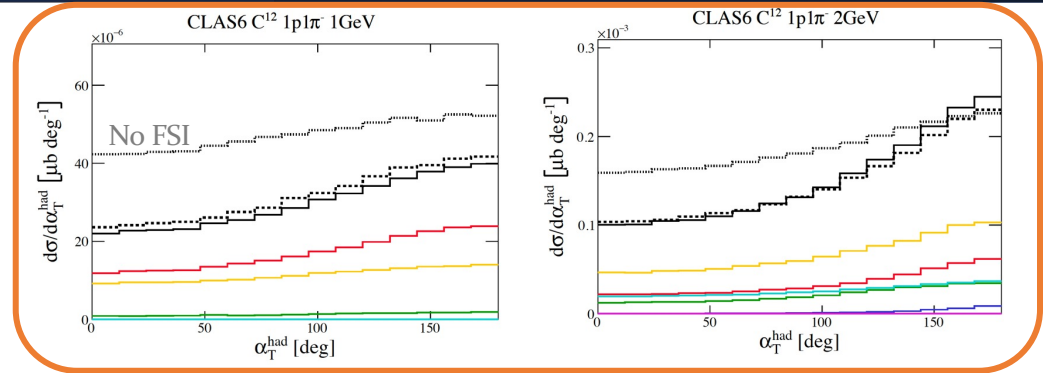 CLAS6 C¹² 1p1π⁻ 1GeV
×10⁻⁶
dσ/dα_T^had [μb deg⁻¹]
60
40
20
0
No FSI
0 50 100 150
α_T^had [deg]
CLAS6 C¹² 1p1π⁻ 2GeV
×10⁻³
dσ/dα_T^had [μb deg⁻¹]
0.3
0.2
0.1
0
0 50 100 150
α_T^had [deg]